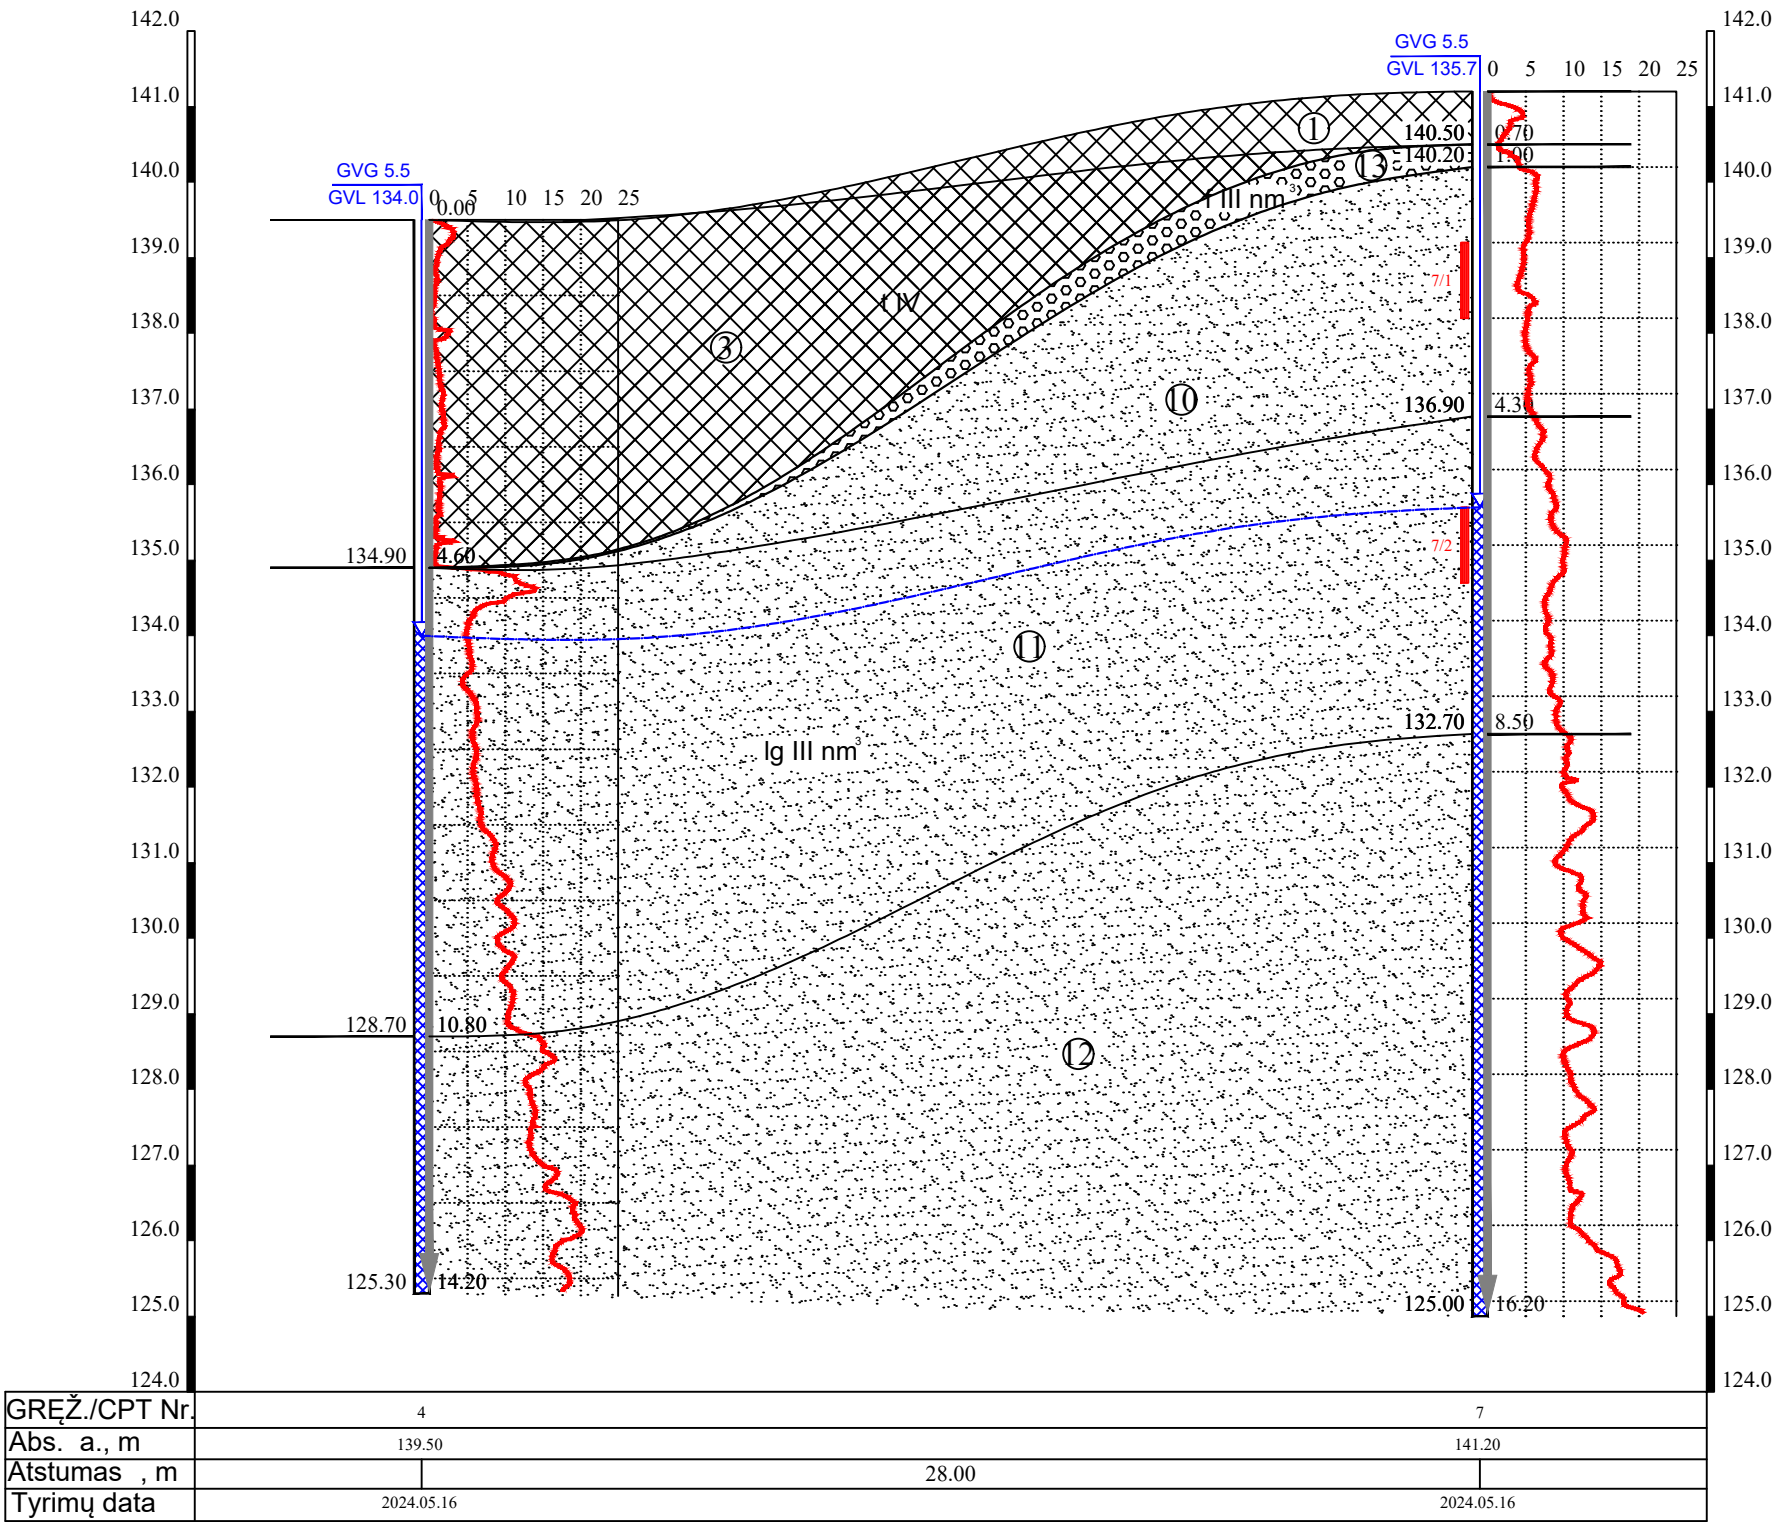 142.0 142.0
GVG 5.5
GVL 135.7 0 5 10 15 20 25
141.0 141.0
1
140.50 0.70
140.20 1.00
13
140.0 140.0
GVG 5.5
GVL 134.0 0 5 10 15 20 25
0.00
f III nm³
139.0 139.0
7/1
t IV
138.0 138.0
3
137.0 10 137.0
136.90 4.30
136.0 136.0
135.0 7/2 135.0
134.90 4.60
134.0 134.0
11
133.0 133.0
132.70 8.50
lg III nm³
132.0 132.0
131.0 131.0
130.0 130.0
129.0 129.0
128.70 10.80
12
128.0 128.0
127.0 127.0
126.0 126.0
125.30 14.20
125.0 125.00 16.20 125.0
124.0 124.0
GRĘŽ./CPT Nr. 4 7
Abs. a., m 139.50 141.20
Atstumas , m 28.00
Tyrimų data 2024.05.16 2024.05.16